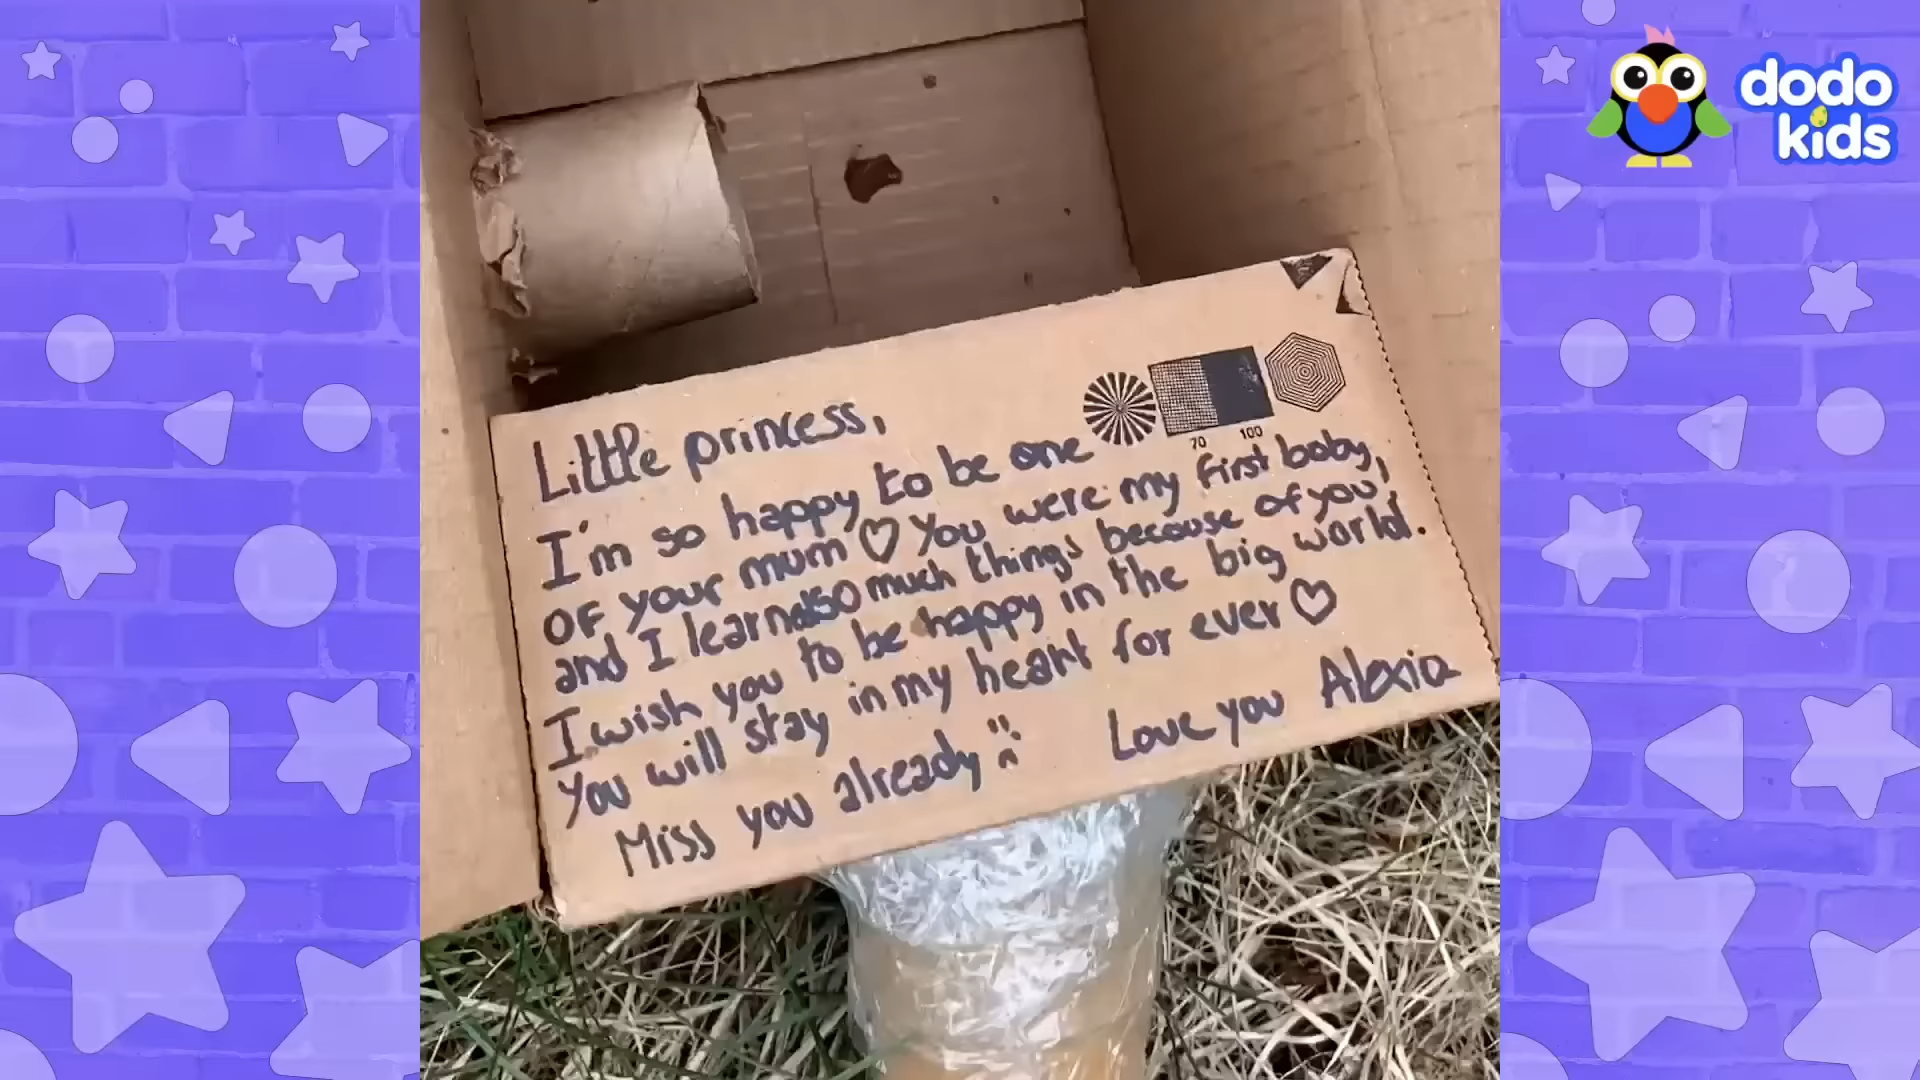 dodo
kids
70 100
Little princess,
I'm so happy to be one
of your mum ♡ You were my first baby,
and I learned so much things because of you,
I wish you to be happy in the big world.
You will stay in my heart for ever ♡
Miss you already
Love you Alexia